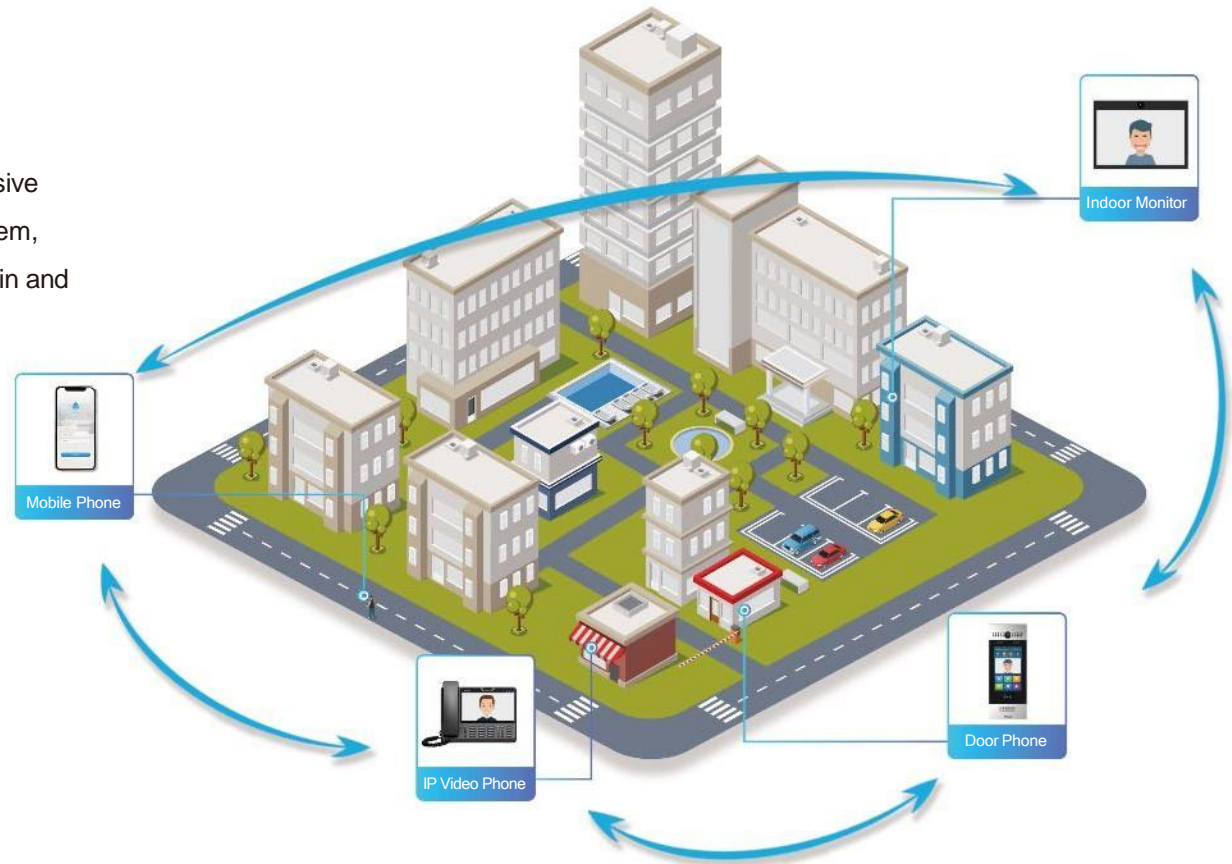 sive
em,
in and
Indoor Monitor
Mobile Phone
IP Video Phone
Door Phone